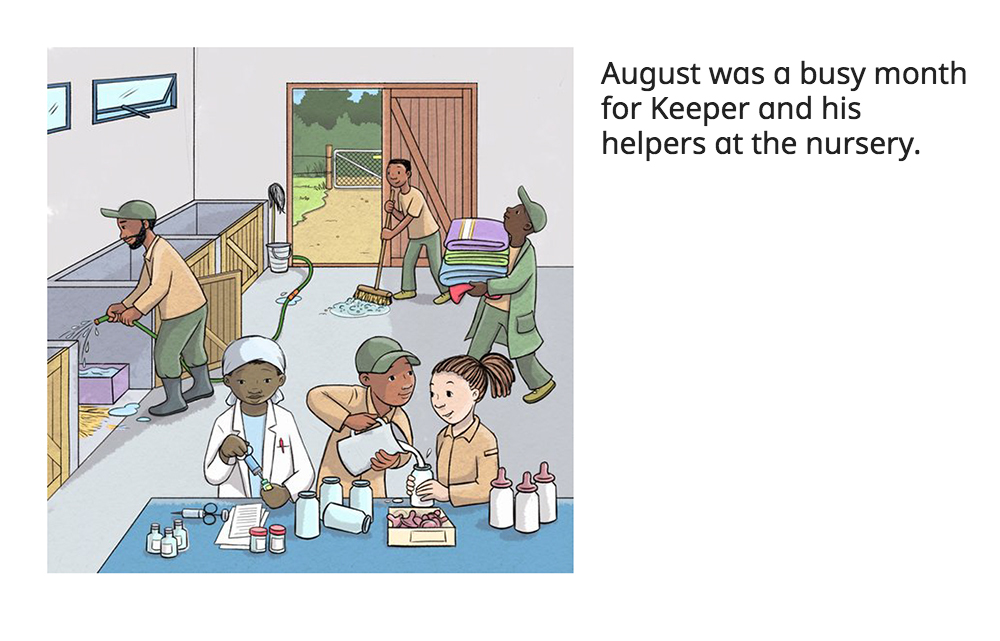 August was a busy month
for Keeper and his
helpers at the nursery.